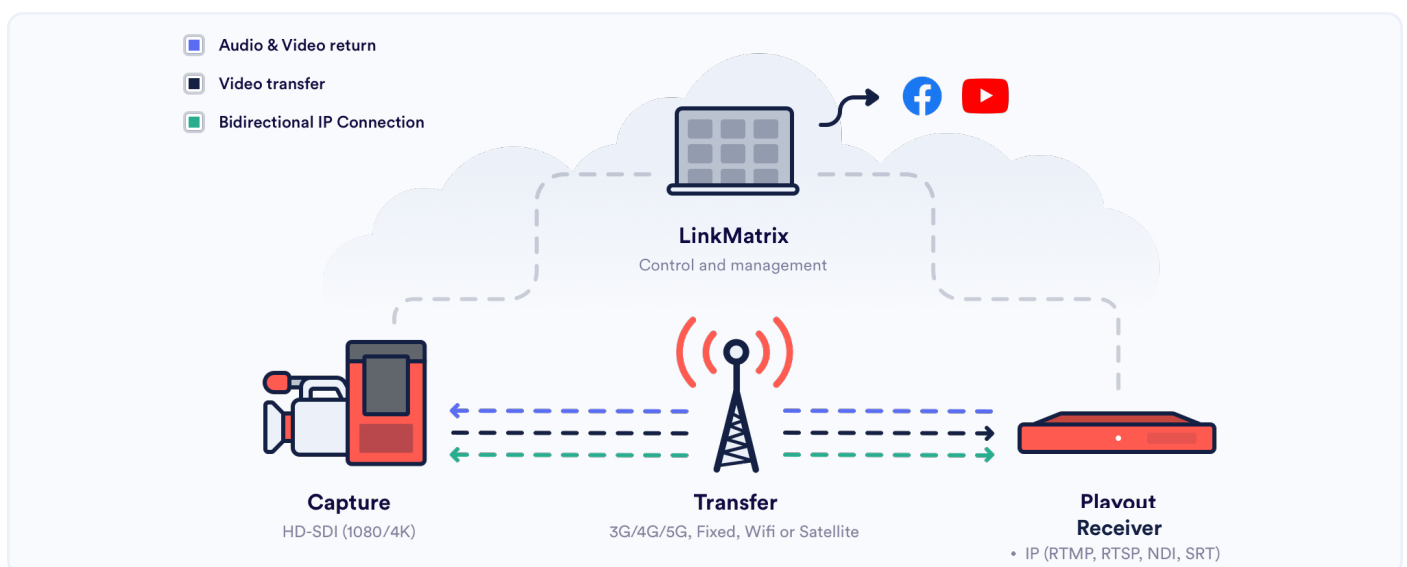 Audio & Video return
Video transfer
Bidirectional IP Connection
LinkMatrix
Control and management
Capture
HD-SDI (1080/4K)
Transfer
3G/4G/5G, Fixed, Wifi or Satellite
Playout
Receiver
• IP (RTMP, RTSP, NDI, SRT)